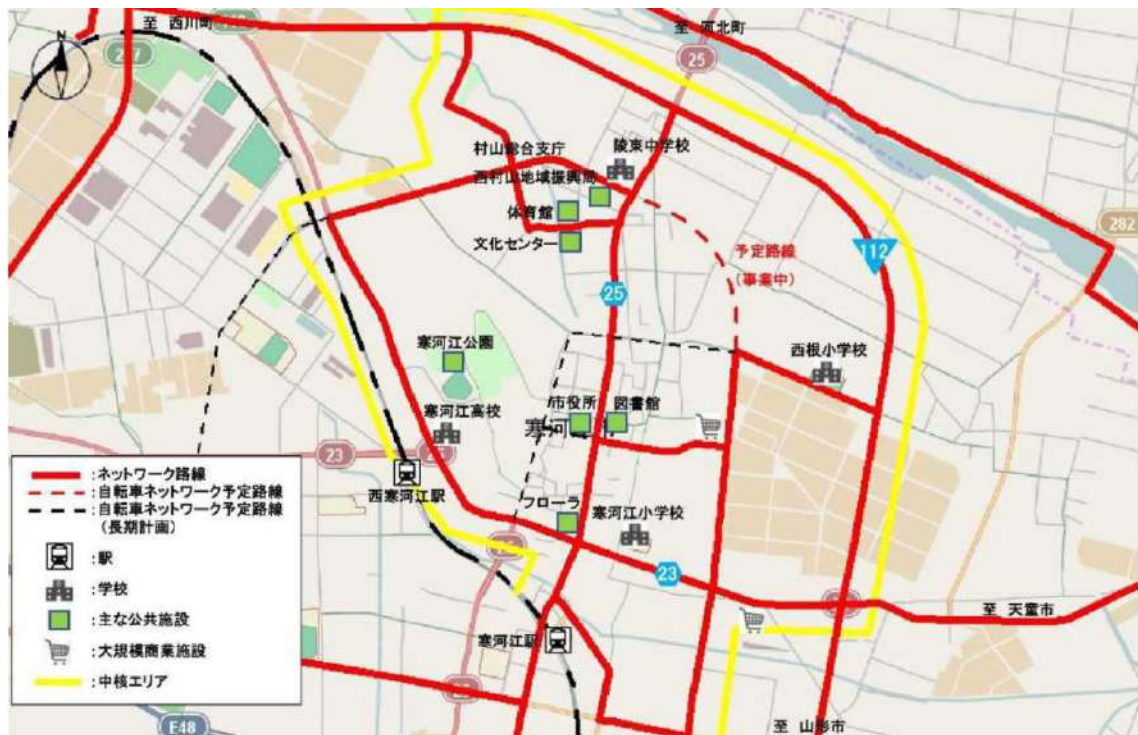 至 西川町
至 河北町
N
287
25
村山総合支庁
陵東中学校
西村山地域振興局
体育館
文化センター
予定路線
(事業中)
112
282
25
寒河江公園
西根小学校
市役所
図書館
寒河
寒河江高校
23
西寒河江駅
フローラ
寒河江小学校
23
至 天童市
寒河江駅
至 山形市
E48
:ネットワーク路線
:自転車ネットワーク予定路線
:自転車ネットワーク予定路線
(長期計画)
:駅
:学校
:主な公共施設
:大規模商業施設
:中核エリア